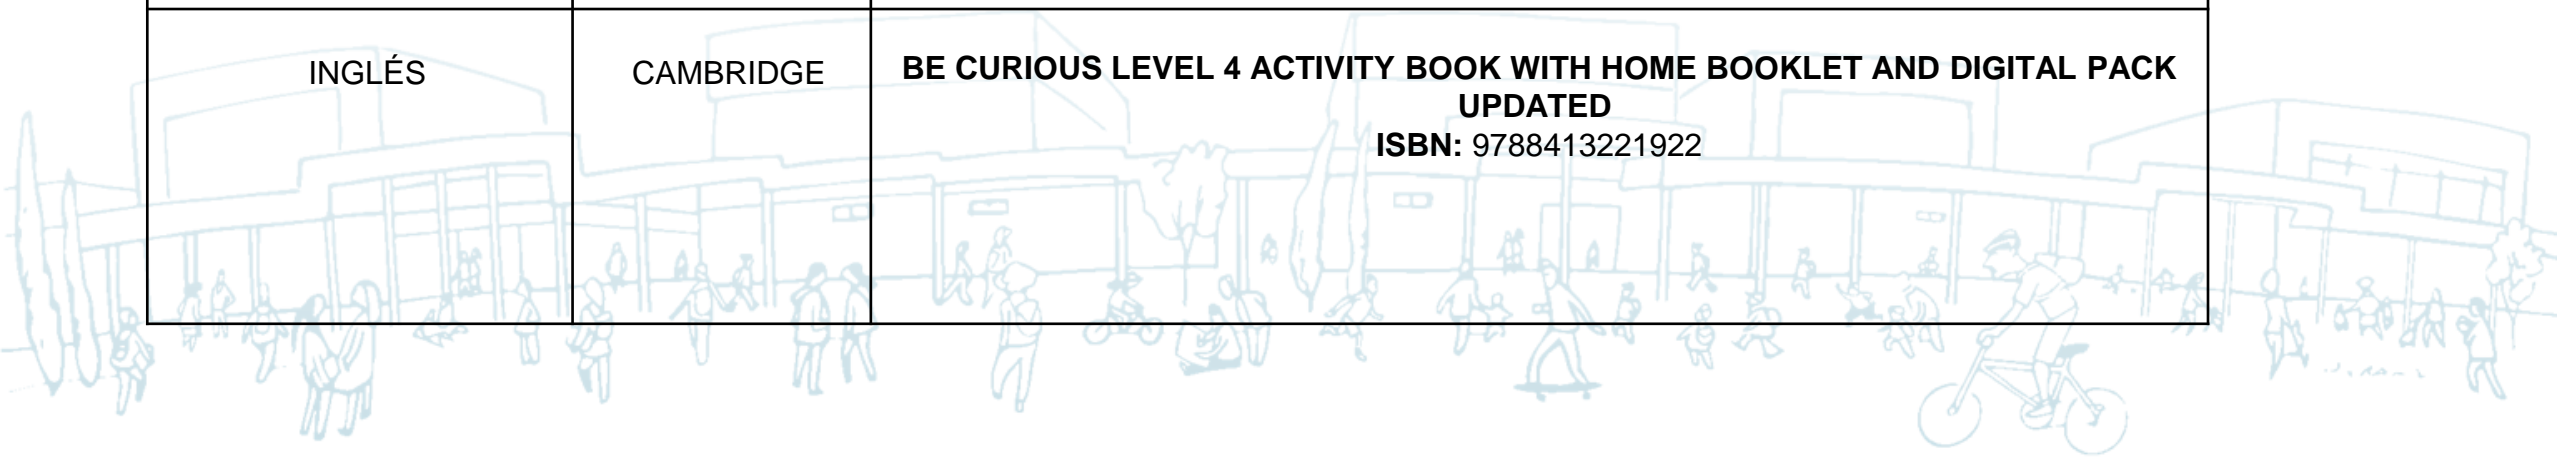 INGLÉS
CAMBRIDGE
BE CURIOUS LEVEL 4 ACTIVITY BOOK WITH HOME BOOKLET AND DIGITAL PACK
UPDATED
ISBN: 9788413221922